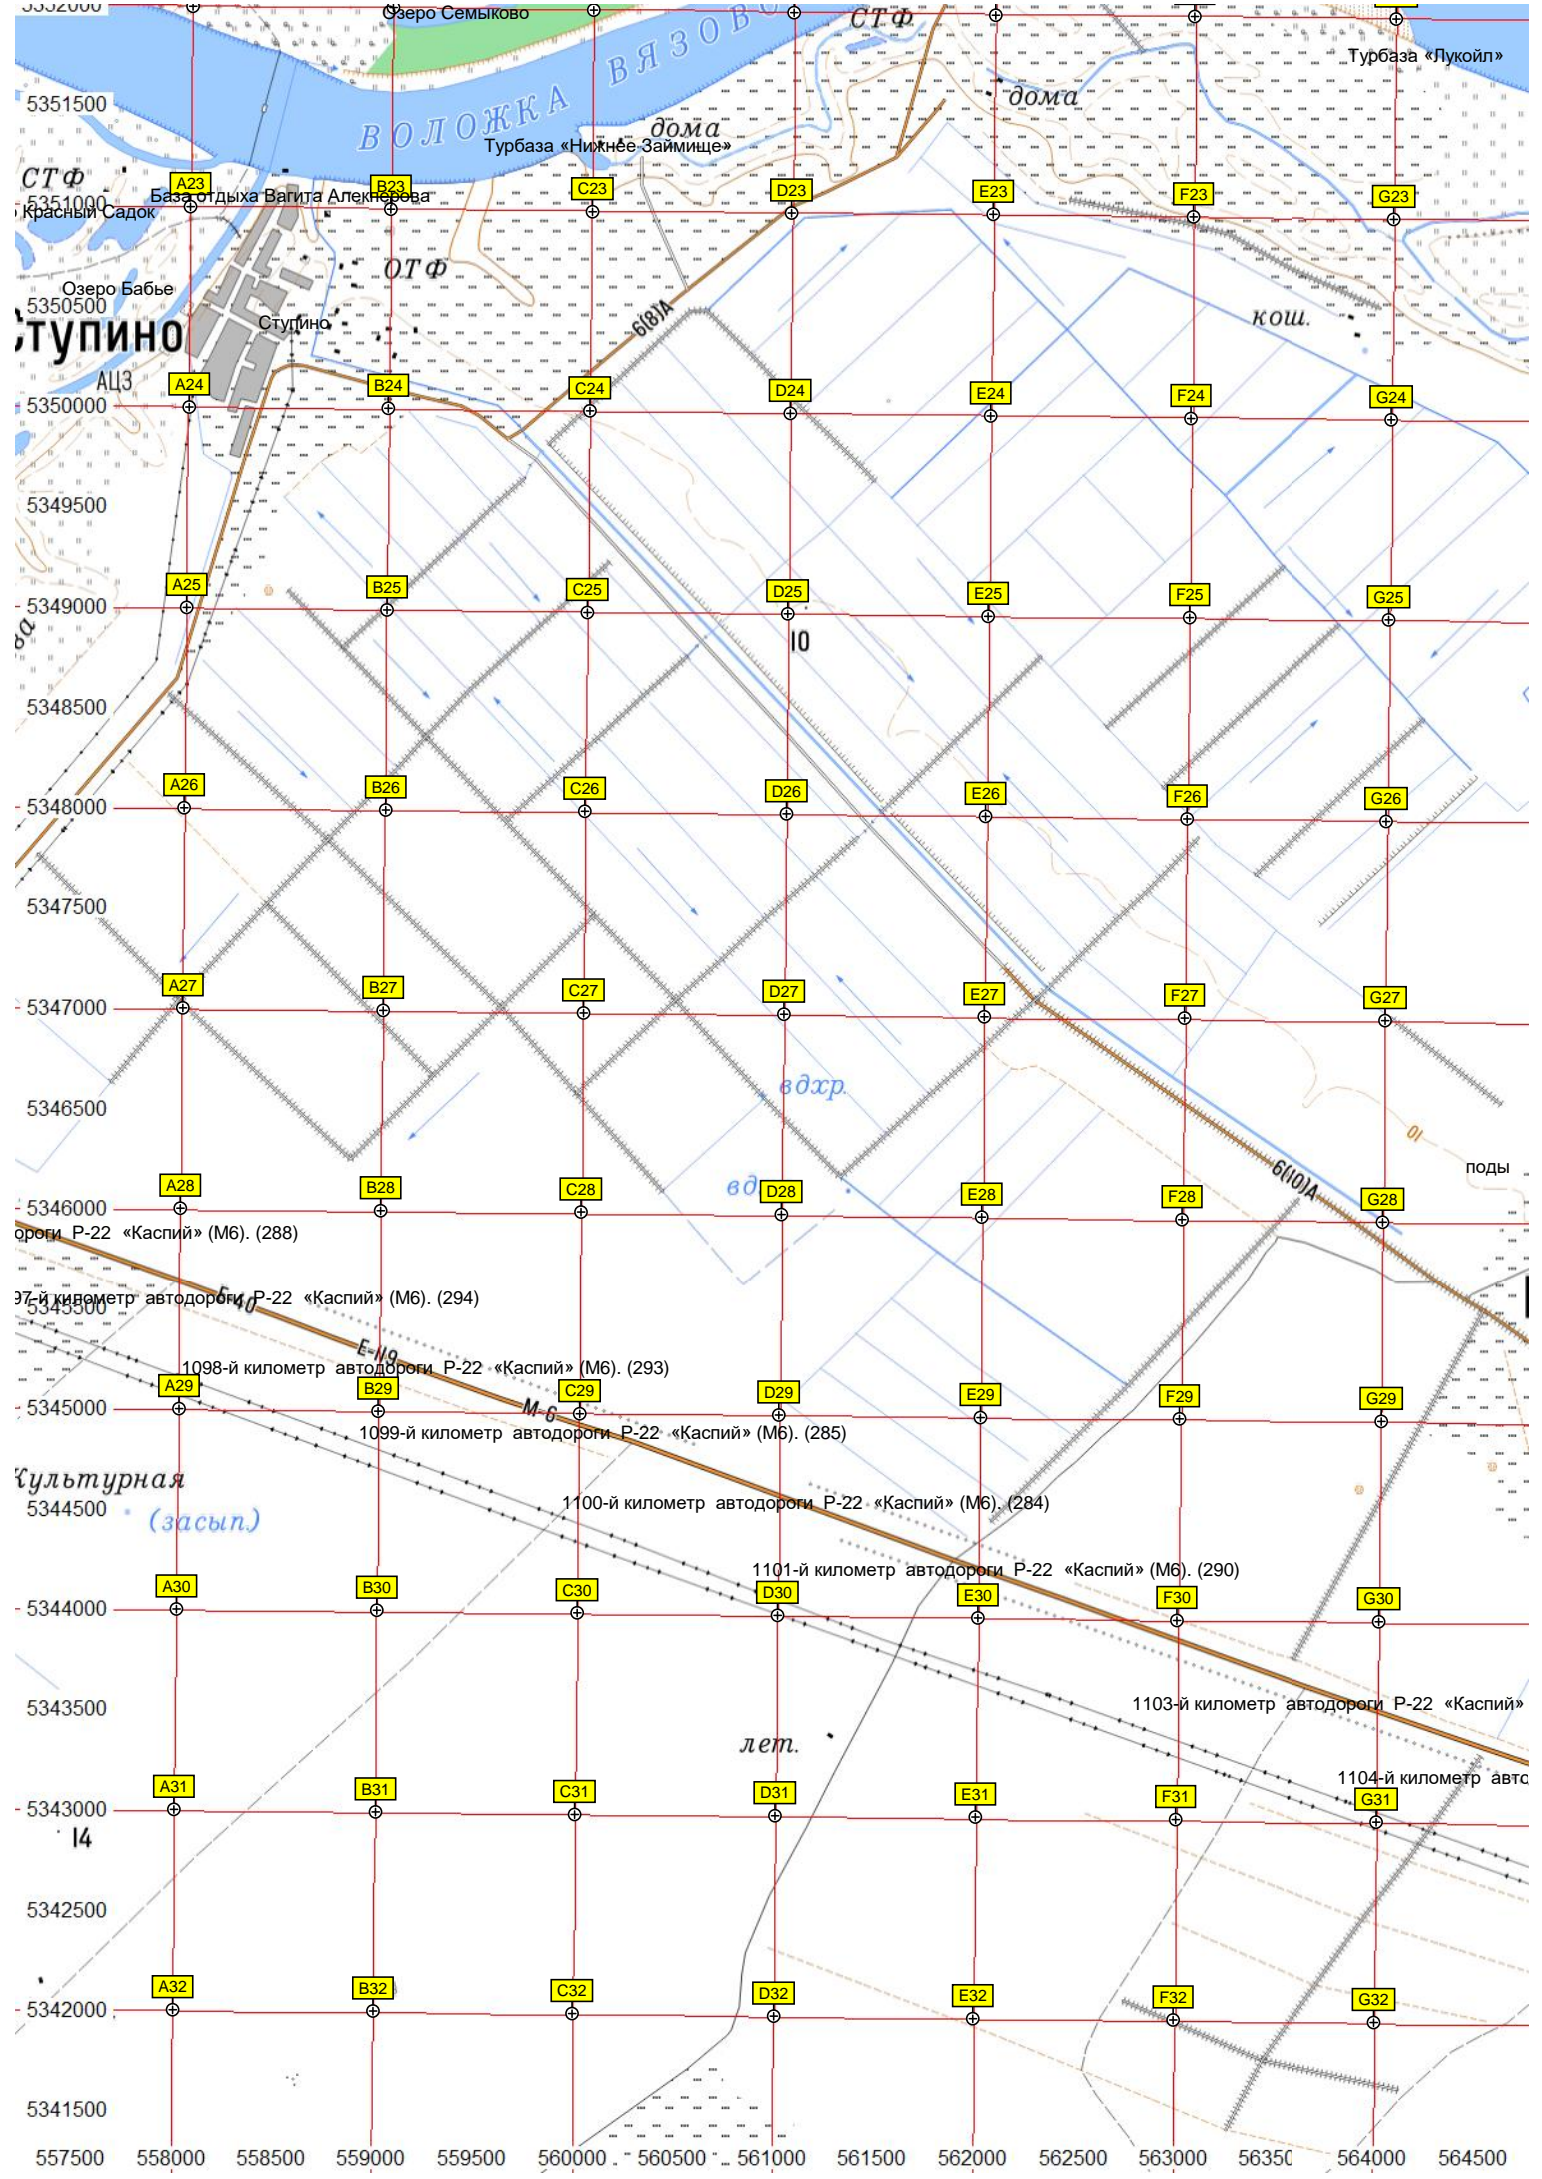 5352000
Озеро Семыково
СТФ
Турбаза «Лукойл»
ВОЛОЖКА ВЯЗОВО
5351500
дома
дома
Турбаза «Нижнее Займище»
СТФ
A23
B23
C23
D23
E23
F23
G23
База отдыха Вагита Алекперова
5351000
Красный Садок
ОТФ
Озеро Бабье
5350500
Ступино
Ступино
6(8)А
кош.
АЦЗ
A24
B24
C24
D24
E24
F24
G24
5350000
5349500
A25
B25
C25
D25
E25
F25
G25
5349000
ва
10
5348500
A26
B26
C26
D26
E26
F26
G26
5348000
5347500
A27
B27
C27
D27
E27
F27
G27
5347000
вдхр.
5346500
10
поды
6(10)А
вд
A28
B28
C28
D28
E28
F28
G28
5346000
ороги Р-22 «Каспий» (М6). (288)
97-й километр автодороги Р-22 «Каспий» (М6). (294)
5345500
Е-40
Е-119
1098-й километр автодороги Р-22 «Каспий» (М6). (293)
A29
B29
C29
D29
E29
F29
G29
5345000
М-6
1099-й километр автодороги Р-22 «Каспий» (М6). (285)
Культурная
(засып.)
5344500
1100-й километр автодороги Р-22 «Каспий» (М6). (284)
1101-й километр автодороги Р-22 «Каспий» (М6). (290)
A30
B30
C30
D30
E30
F30
G30
5344000
5343500
1103-й километр автодороги Р-22 «Каспий»
лет.
1104-й километр авто
A31
B31
C31
D31
E31
F31
G31
5343000
14
5342500
A32
B32
C32
D32
E32
F32
G32
5342000
5341500
557500 558000 558500 559000 559500 560000 560500 561000 561500 562000 562500 563000 563500 564000 564500